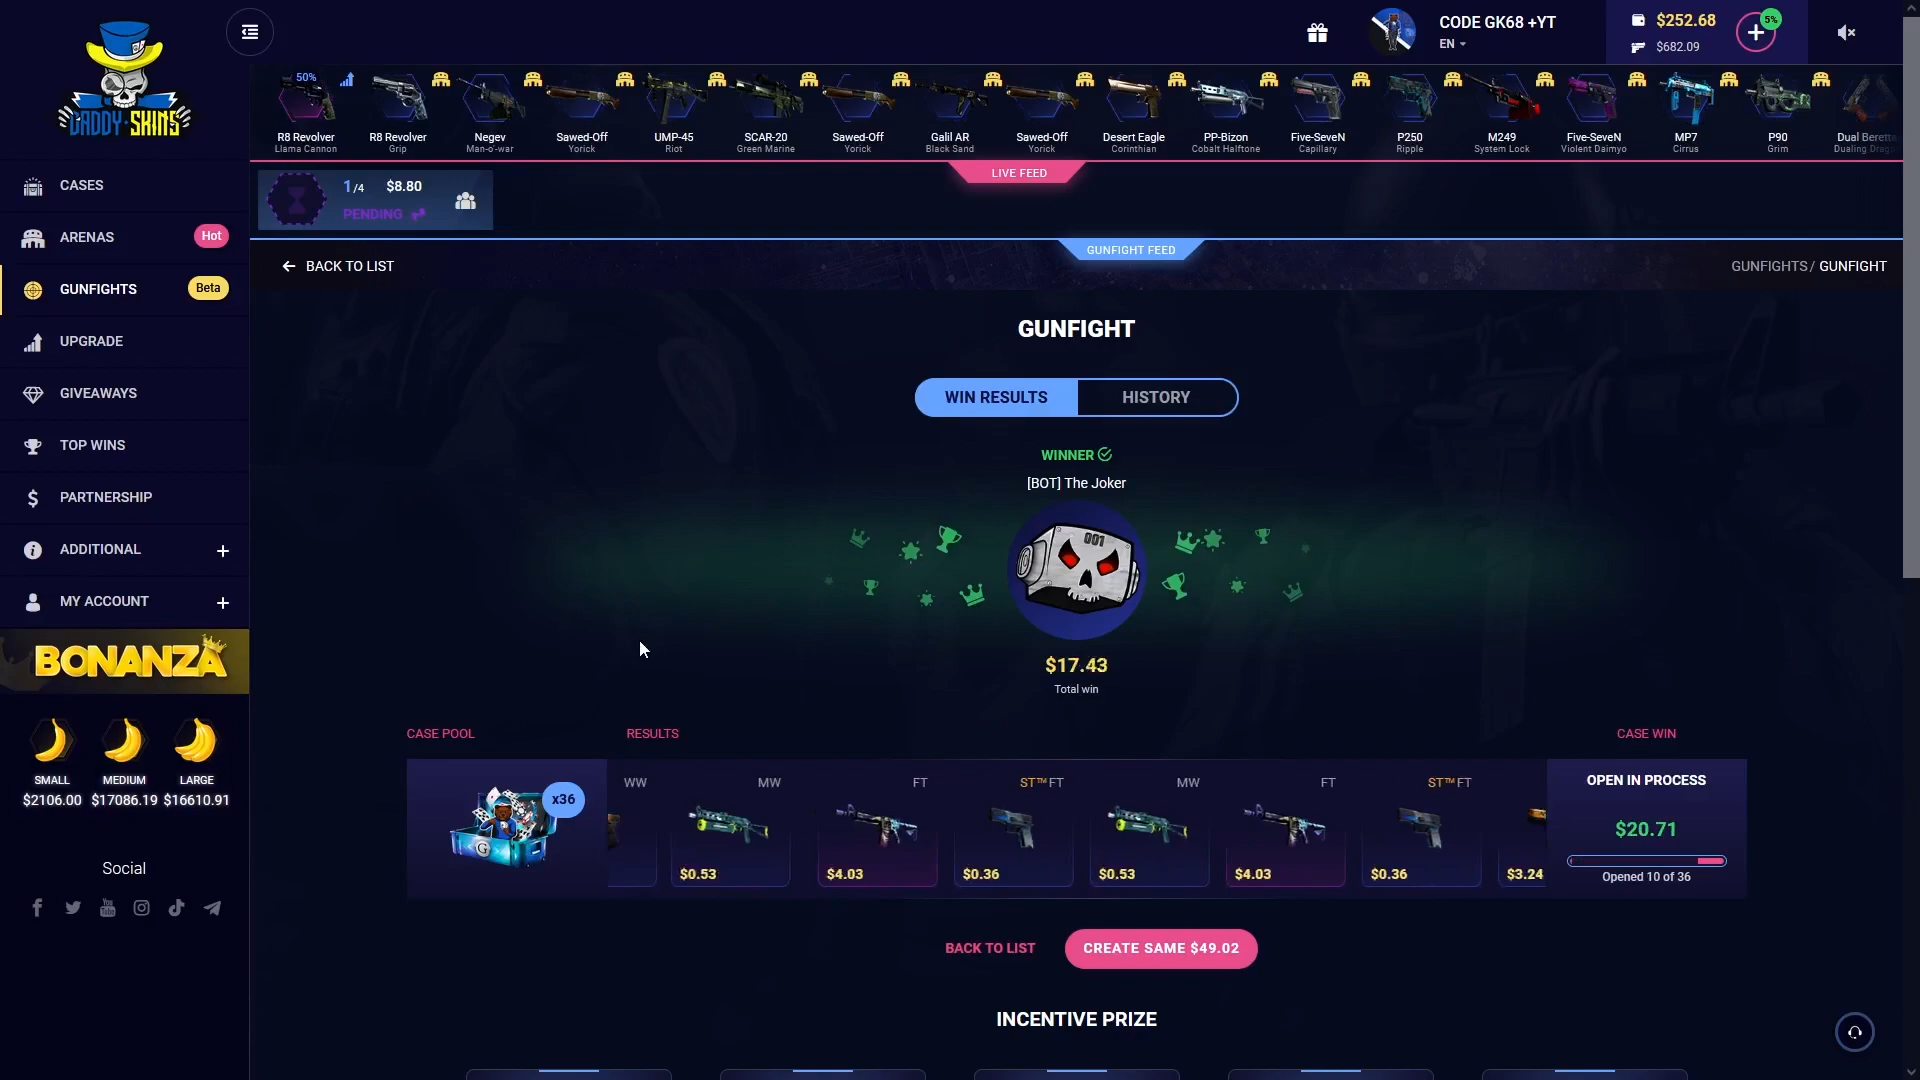 CODE GK68 +YT
EN
$252.68
$682.09
5%
DADDY SKINS
50%
R8 Revolver
Llama Cannon
R8 Revolver
Grip
Negev
Man-o'-war
Sawed-Off
Yorick
UMP-45
Riot
SCAR-20
Green Marine
Sawed-Off
Yorick
Galil AR
Black Sand
Sawed-Off
Yorick
Desert Eagle
Corinthian
PP-Bizon
Cobalt Halftone
Five-SeveN
Capillary
P250
Ripple
M249
System Lock
Five-SeveN
Violent Daimyo
MP7
Cirrus
P90
Grim
Dual Beretta
Dueling
LIVE FEED
1/4
$8.80
PENDING
GUNFIGHT FEED
CASES
ARENAS
Hot
GUNFIGHTS
Beta
UPGRADE
GIVEAWAYS
TOP WINS
PARTNERSHIP
ADDITIONAL
MY ACCOUNT
BONANZA
SMALL
MEDIUM
LARGE
$2106.00
$17086.19
$16610.91
Social
BACK TO LIST
GUNFIGHTS / GUNFIGHT
GUNFIGHT
WIN RESULTS
HISTORY
WINNER
[BOT] The Joker
001
$17.43
Total win
CASE POOL
RESULTS
CASE WIN
x36
G
WW
MW
$0.53
FT
$4.03
ST™ FT
$0.36
MW
$0.53
FT
$4.03
ST™ FT
$0.36
$3.24
OPEN IN PROCESS
$20.71
Opened 10 of 36
BACK TO LIST
CREATE SAME $49.02
INCENTIVE PRIZE